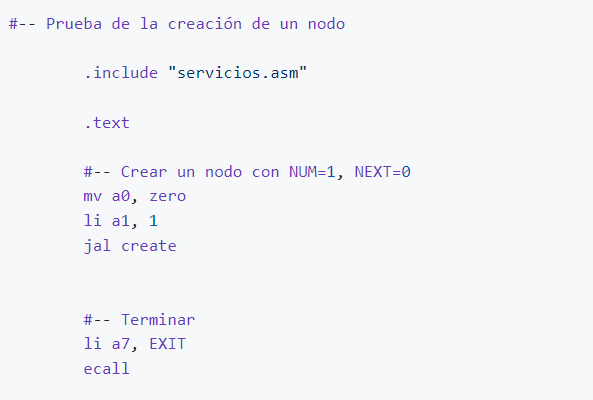 #-- Prueba de la creación de un nodo
.include "servicios.asm"
.text
#-- Crear un nodo con NUM=1, NEXT=0
mv a0, zero
li a1, 1
jal create
#-- Terminar
li a7, EXIT
ecall